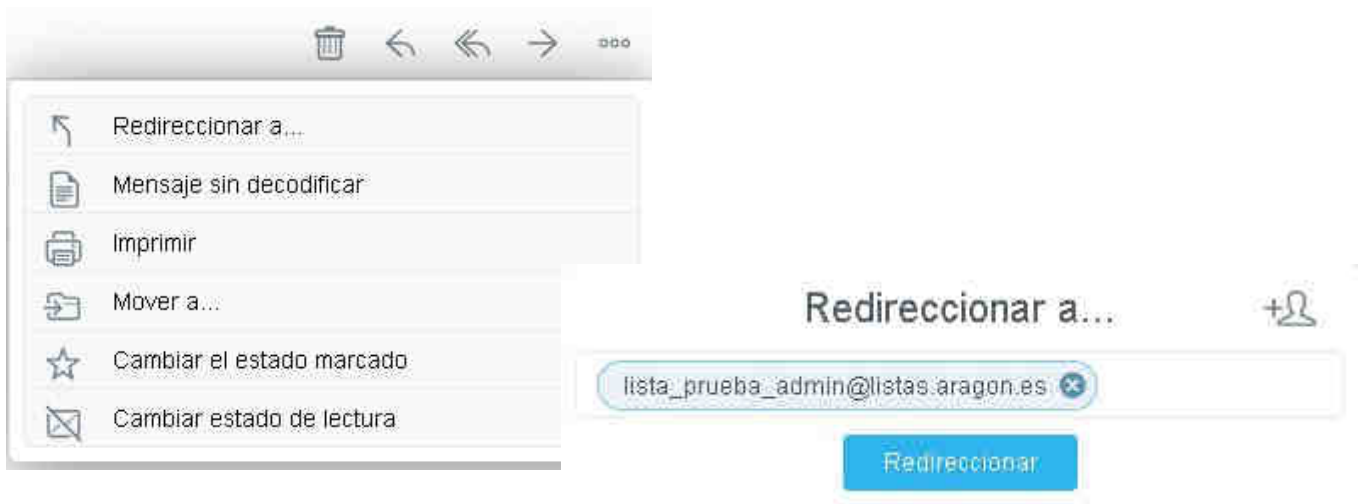 Redireccionar a...
Mensaje sin decodificar
Imprimir
Mover a...
Cambiar el estado marcado
Cambiar estado de lectura
Redireccionar a...
lista_prueba_admin@listas.aragon.es
Redireccionar